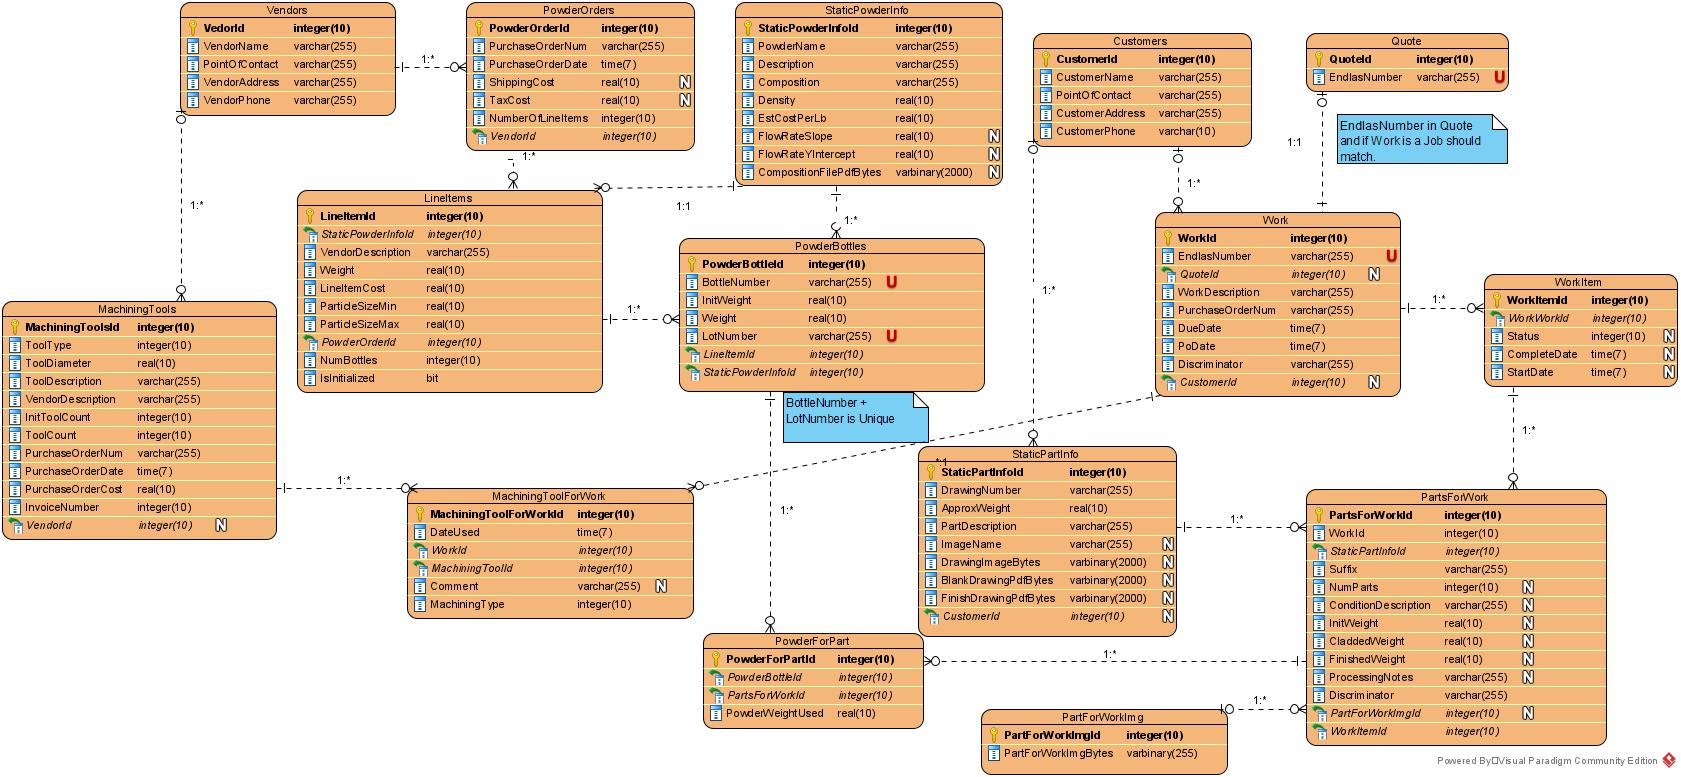 Vendors
VedorId integer(10)
VendorName varchar(255)
PointOfContact varchar(255)
VendorAddress varchar(255)
VendorPhone varchar(255)
1:*
PowderOrders
PowderOrderId integer(10)
PurchaseOrderNum varchar(255)
PurchaseOrderDate time(7)
ShippingCost real(10) N
TaxCost real(10) N
NumberOfLineItems integer(10)
VendorId integer(10)
1:*
StaticPowderInfo
StaticPowderInfoId integer(10)
PowderName varchar(255)
Description varchar(255)
Composition varchar(255)
Density real(10)
EstCostPerLb real(10)
FlowRateSlope real(10) N
FlowRateYIntercept real(10) N
CompositionFilePdfBytes varbinary(2000) N
1:1
1:*
Customers
CustomerId integer(10)
CustomerName varchar(255)
PointOfContact varchar(255)
CustomerAddress varchar(255)
CustomerPhone varchar(10)
1:*
1:*
Quote
QuoteId integer(10)
EndlasNumber varchar(255) U
1:1
EndlasNumber in Quote
and if Work is a Job should
match.
1:*
LineItems
LineItemId integer(10)
StaticPowderInfoId integer(10)
VendorDescription varchar(255)
Weight real(10)
LineItemCost real(10)
ParticleSizeMin real(10)
ParticleSizeMax real(10)
PowderOrderId integer(10)
NumBottles integer(10)
IsInitialized bit
1:*
PowderBottles
PowderBottleId integer(10)
BottleNumber varchar(255) U
InitWeight real(10)
Weight real(10)
LotNumber varchar(255) U
LineItemId integer(10)
StaticPowderInfoId integer(10)
BottleNumber +
LotNumber is Unique
1:*
Work
WorkId integer(10)
EndlasNumber varchar(255) U
QuoteId integer(10) N
WorkDescription varchar(255)
PurchaseOrderNum varchar(255)
DueDate time(7)
PoDate time(7)
Discriminator varchar(255)
CustomerId integer(10) N
1:*
WorkItem
WorkItemId integer(10)
WorkWorkId integer(10)
Status integer(10) N
CompleteDate time(7) N
StartDate time(7) N
1:*
MachiningTools
MachiningToolsId integer(10)
ToolType integer(10)
ToolDiameter real(10)
ToolDescription varchar(255)
VendorDescription varchar(255)
InitToolCount integer(10)
ToolCount integer(10)
PurchaseOrderNum varchar(255)
PurchaseOrderDate time(7)
PurchaseOrderCost real(10)
InvoiceNumber integer(10)
VendorId integer(10) N
1:*
MachiningToolForWork
MachiningToolForWorkId integer(10)
DateUsed time(7)
WorkId integer(10)
MachiningToolId integer(10)
Comment varchar(255) N
MachiningType integer(10)
StaticPartInfo
StaticPartInfoId integer(10)
DrawingNumber varchar(255)
ApproxWeight real(10)
PartDescription varchar(255)
ImageName varchar(255) N
DrawingImageBytes varbinary(2000) N
BlankDrawingPdfBytes varbinary(2000) N
FinishDrawingPdfBytes varbinary(2000) N
CustomerId integer(10) N
1:*
PartsForWork
PartsForWorkId integer(10)
WorkId integer(10)
StaticPartInfoId integer(10)
Suffix varchar(255)
NumParts integer(10) N
ConditionDescription varchar(255) N
InitWeight real(10) N
CladdedWeight real(10) N
FinishedWeight real(10) N
ProcessingNotes varchar(255) N
Discriminator varchar(255)
PartForWorkImgId integer(10) N
WorkItemId integer(10)
PowderForPart
PowderForPartId integer(10)
PowderBottleId integer(10)
PartsForWorkId integer(10)
PowderWeightUsed real(10)
1:*
1:*
PartForWorkImg
PartForWorkImgId integer(10)
PartForWorkImgBytes varbinary(255)
Powered By Visual Paradigm Community Edition